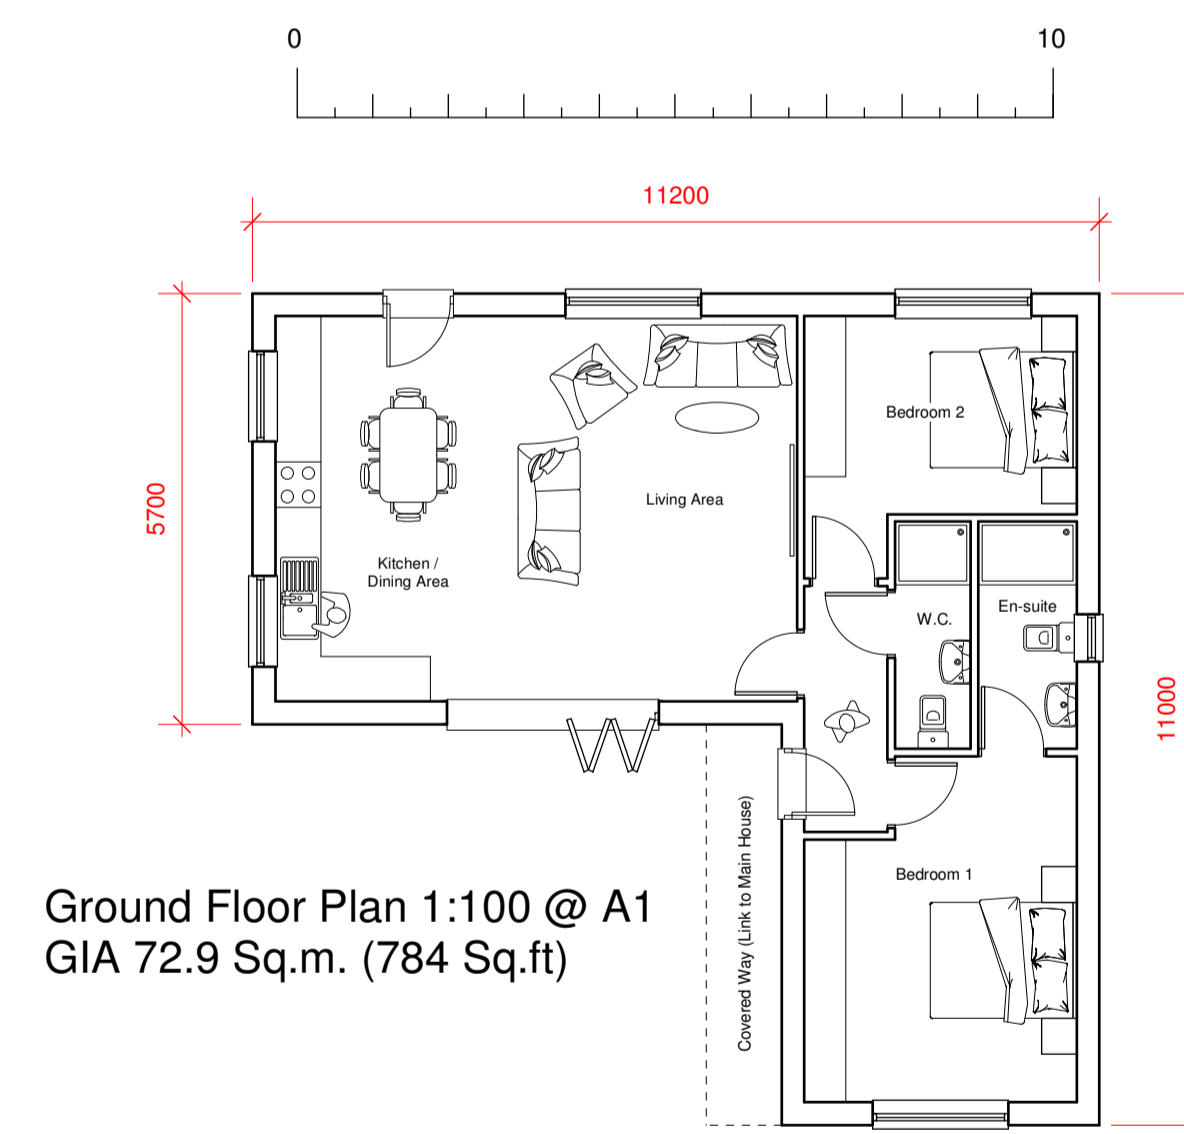 0 10
11200
5700
Bedroom 2
Living Area
Kitchen /
Dining Area
W.C.
En-suite
11000
Covered Way (Link to Main House)
Bedroom 1
Ground Floor Plan 1:100 @ A1
GIA 72.9 Sq.m. (784 Sq.ft)